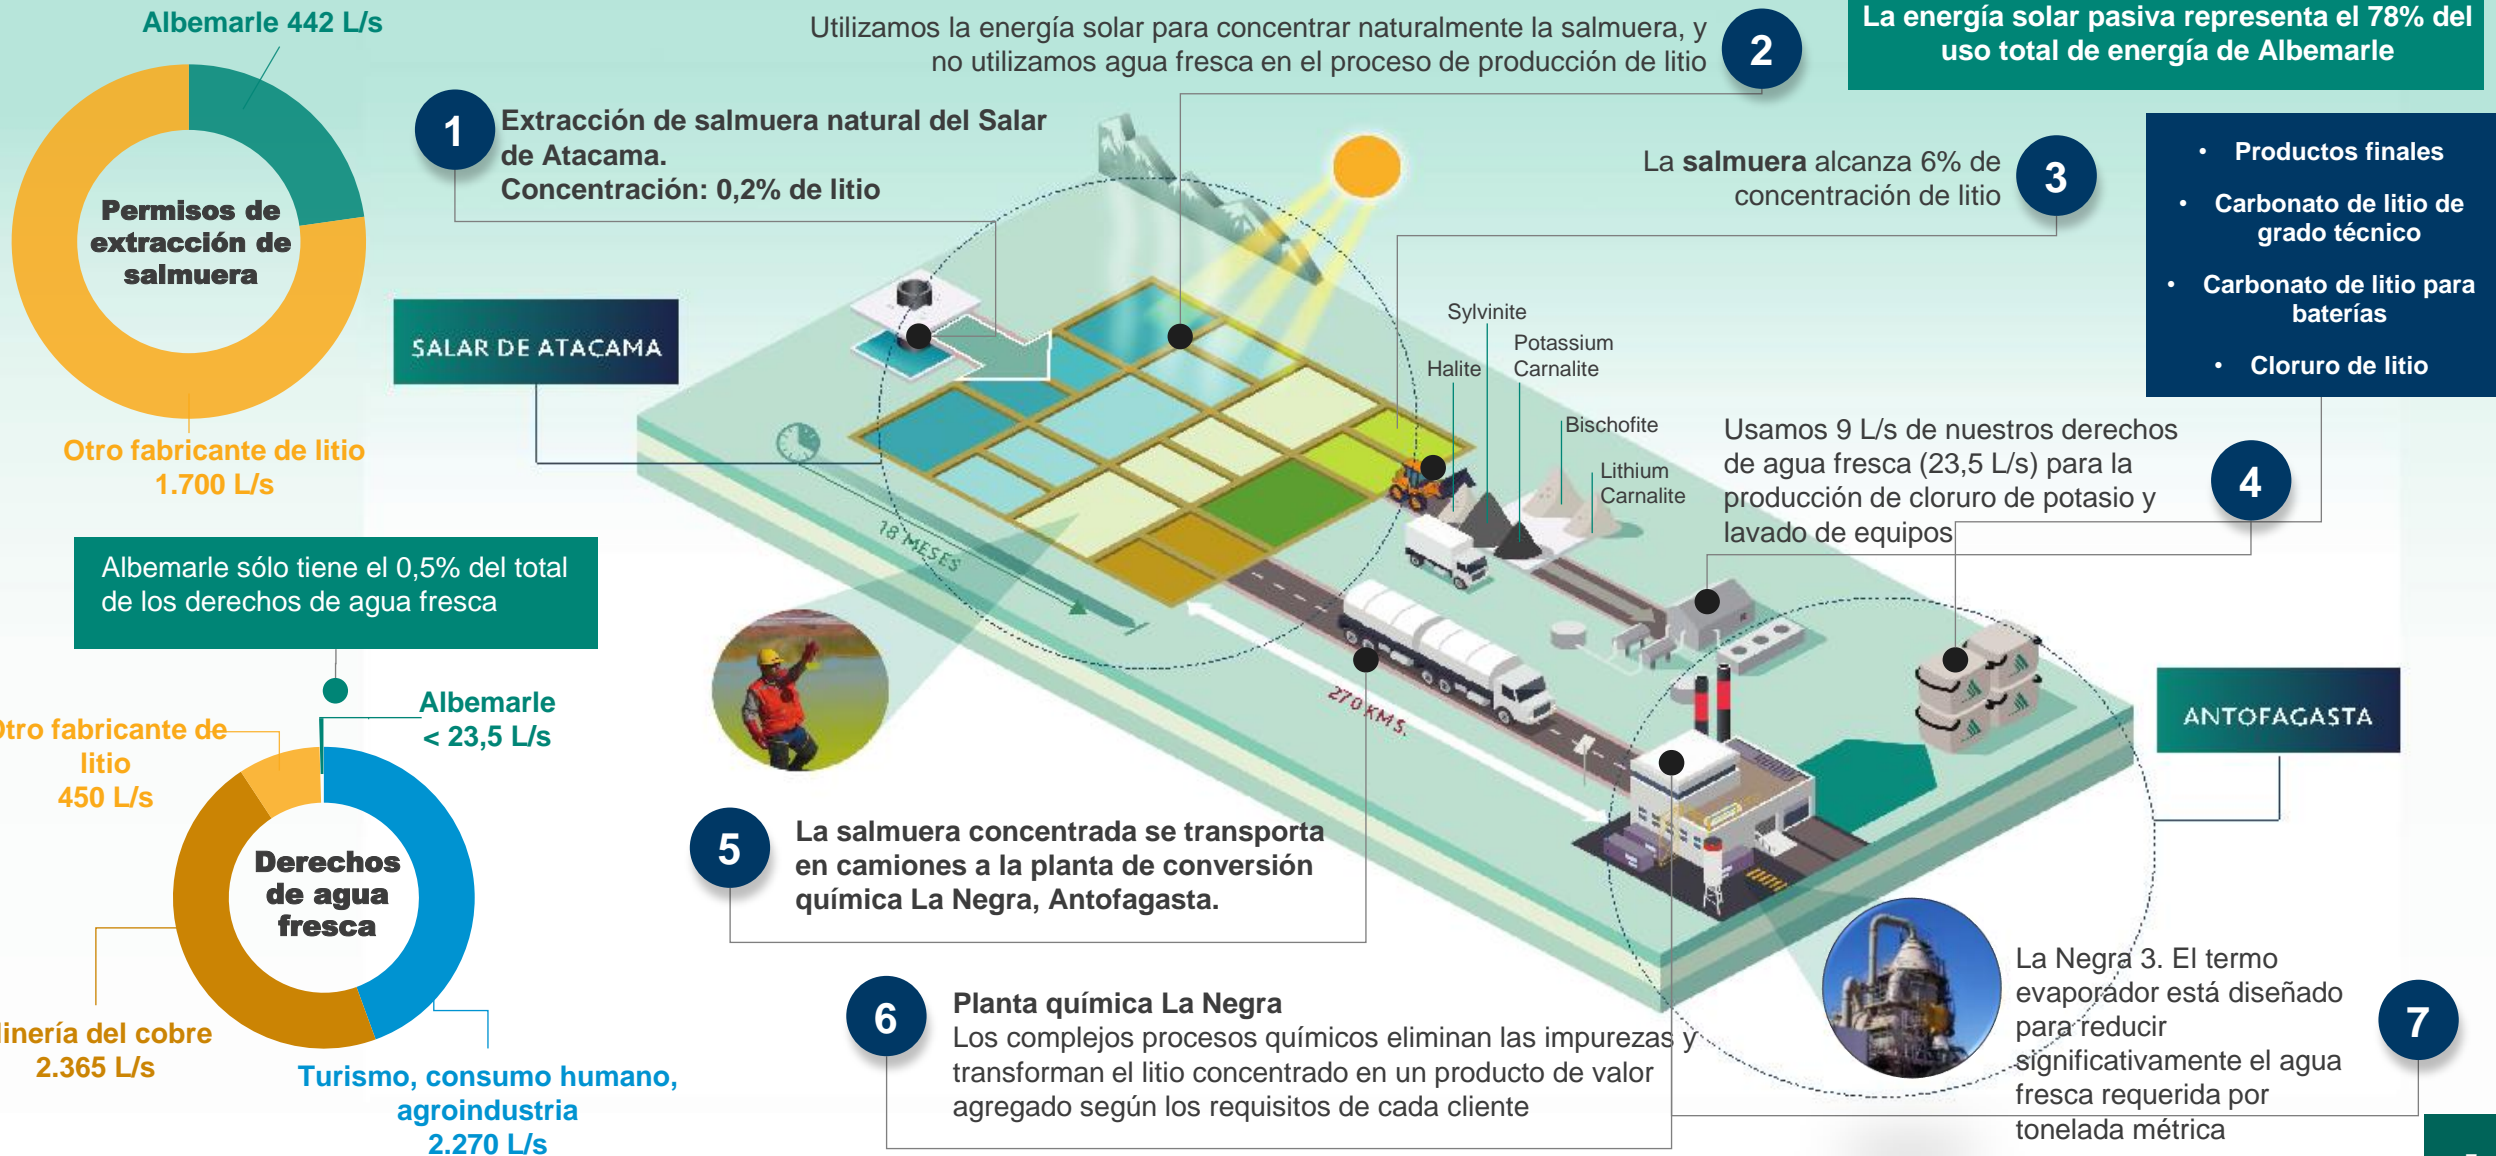 Albemarle 442 L/s
Permisos de
extracción de
salmuera
Otro fabricante de litio
1.700 L/s
Albemarle sólo tiene el 0,5% del total
de los derechos de agua fresca
Albemarle
< 23,5 L/s
Otro fabricante de
litio
450 L/s
Derechos
de agua
fresca
inería del cobre
2.365 L/s
Turismo, consumo humano,
agroindustria
2.270 L/s
1
Extracción de salmuera natural del Salar
de Atacama.
Concentración: 0,2% de litio
Utilizamos la energía solar para concentrar naturalmente la salmuera, y
no utilizamos agua fresca en el proceso de producción de litio
2
La energía solar pasiva representa el 78% del
uso total de energía de Albemarle
La salmuera alcanza 6% de
concentración de litio
3
• Productos finales
• Carbonato de litio de
grado técnico
• Carbonato de litio para
baterías
• Cloruro de litio
SALAR DE ATACAMA
Sylvinite
Potassium
Carnalite
Halite
Bischofite
Lithium
Carnalite
Usamos 9 L/s de nuestros derechos
de agua fresca (23,5 L/s) para la
producción de cloruro de potasio y
lavado de equipos
4
18 MESES
270 KMS.
ANTOFAGASTA
5
La salmuera concentrada se transporta
en camiones a la planta de conversión
química La Negra, Antofagasta.
6
Planta química La Negra
Los complejos procesos químicos eliminan las impurezas y
transforman el litio concentrado en un producto de valor
agregado según los requisitos de cada cliente
La Negra 3. El termo
evaporador está diseñado
para reducir
significativamente el agua
fresca requerida por
tonelada métrica
7